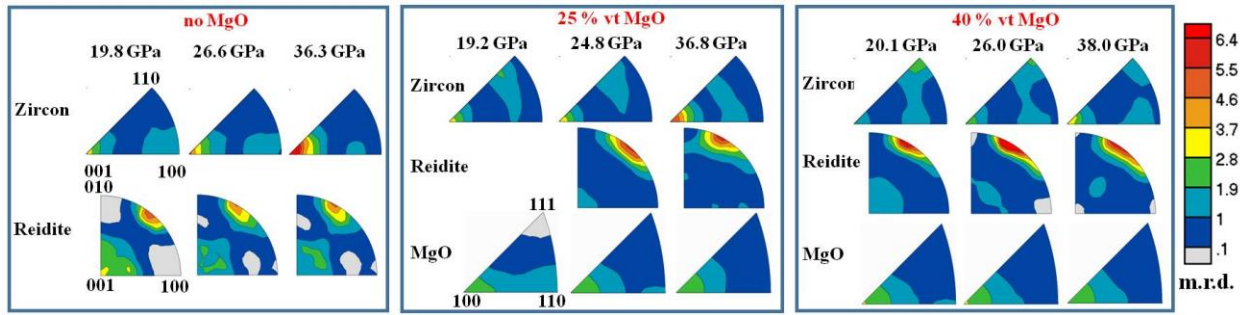 no MgO
19.8 GPa 26.6 GPa 36.3 GPa
110
Zircon
001 100
010
Reidite
001 100
25 % vt MgO
19.2 GPa 24.8 GPa 36.8 GPa
Zircon
Reidite
111
MgO
100 110
40 % vt MgO
20.1 GPa 26.0 GPa 38.0 GPa
Zircon
Reidite
MgO
6.4
5.5
4.6
3.7
2.8
1.9
1
.1
m.r.d.